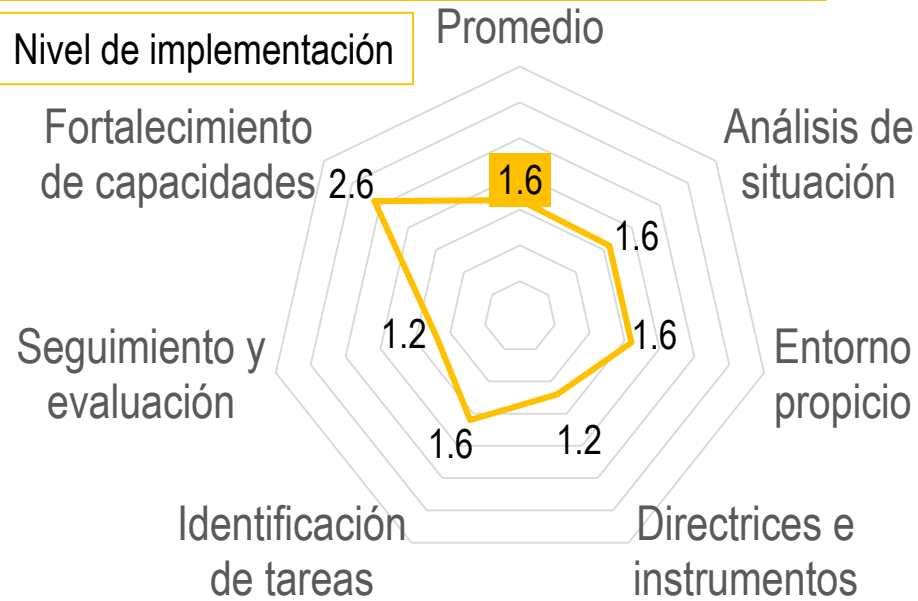 Nivel de implementación
Promedio
1.6
Análisis de
situación
1.6
Entorno
propicio
1.6
Directrices e
instrumentos
1.2
Identificación
de tareas
1.6
Seguimiento y
evaluación
1.2
Fortalecimiento
de capacidades
2.6